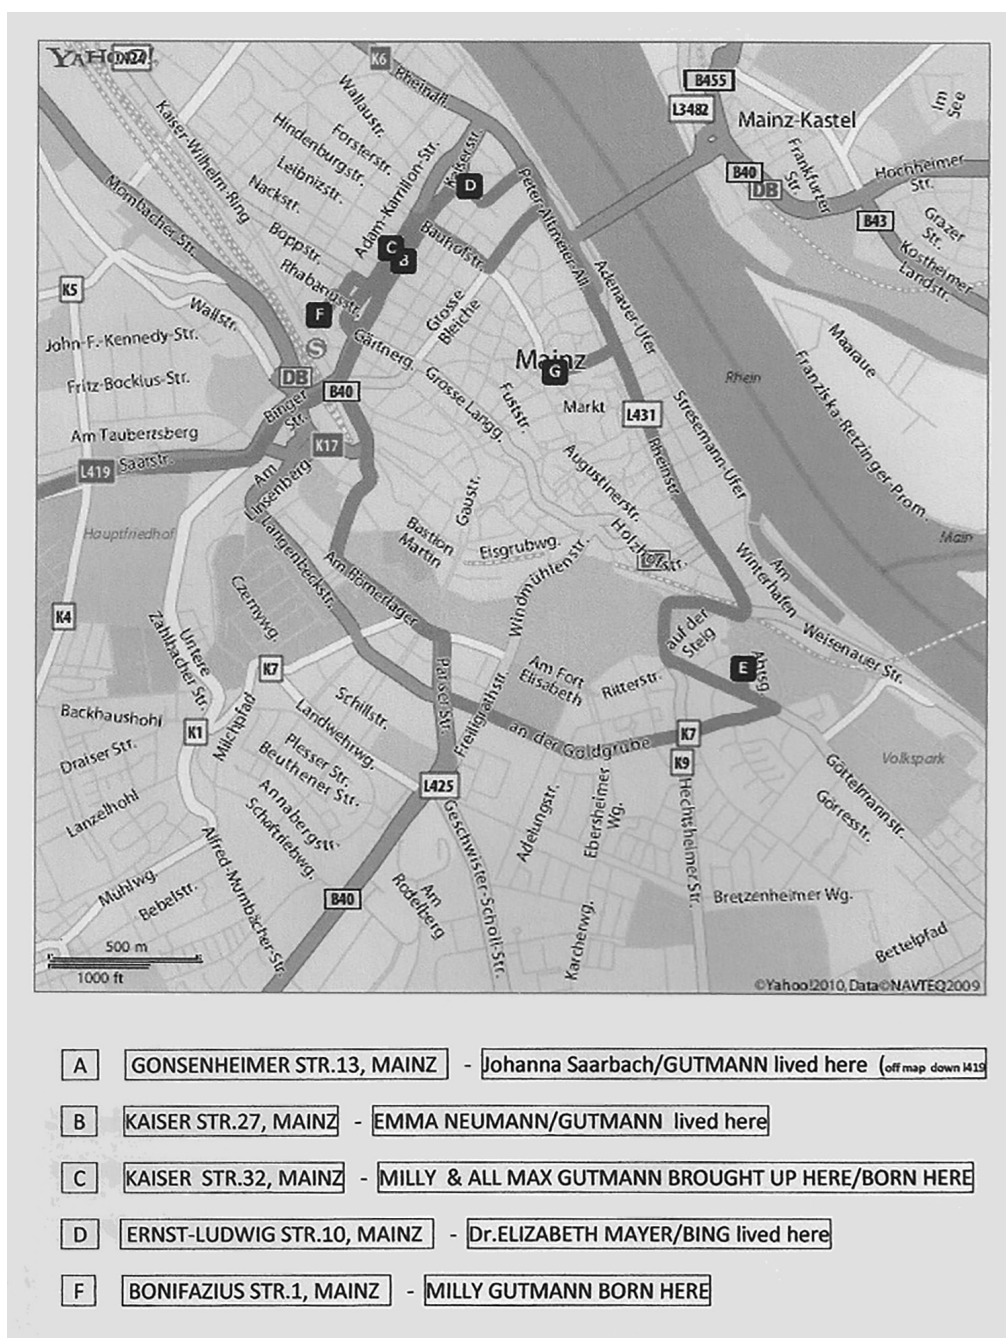 YAHOO!
K6
Rheinall.
B455
L3482
Mainz-Kastel
Im See
Wallaustr.
Kaiser-Wilhelm-Ring
Hindenburgstr.
Forsterstr.
Leibnizstr.
Nackstr.
Adam-Karrillon-Str.
Kaiserstr.
D
Peter-Altmeier-All.
B40
DB
Frankfurter Str.
Hochheimer Str.
B43
Grazer Str.
Kostheimer Landstr.
Mombacher Str.
Boppstr.
C
B
Bauhofstr.
Rhabanusstr.
Adenauer-Ufer
K5
Wallstr.
F
S
Grosse Bleiche
Gärtnerg.
John-F.-Kennedy-Str.
Mainz
G
Maaraue
Rhein
Franziska-Retzinger-Prom.
Fritz-Bockius-Str.
DB
B40
Grosse Langg.
Fuststr.
Markt
L431
Stresemann-Ufer
Binger Str.
Am Taubertsberg
K17
L419
Saarstr.
Am Linsenberg
Augustinerstr.
Rheinstr.
Hauptfriedhof
Langenbeckstr.
Gaustr.
Bastion Martin
Eisgrubwg.
Holzhofstr.
Main
Am Winterhafen
Am Römerlager
Windmühlenstr.
K4
Czernywg.
Untere Zahlbacher Str.
auf der Steig
Weisenauer Str.
E
Abtsg.
K7
Pariser Str.
Am Fort Elisabeth
Ritterstr.
Backhaushohl
K1
Milchpfad
Schillstr.
Landwehrwg.
Freiligrathstr.
an der Goldgrube
K7
K9
Volkspark
Draiser Str.
Plesser Str.
Beuthener Str.
L425
Göttelmannstr.
Görresstr.
Lanzelhohl
Annabergstr.
Schoftriebwg.
Adelungstr.
Ebersheimer Wg.
Hechtsheimer Str.
Geschwister-Scholl-Str.
Alfred-Mumbächer-Str.
Mühlwg.
Bebelstr.
B40
Am Rodelberg
Karcherwg.
Bretzenheimer Wg.
Bettelpfad
500 m
1000 ft
©Yahoo!2010,Data©NAVTEQ2009
A GONSENHEIMER STR.13, MAINZ - Johanna Saarbach/GUTMANN lived here (off map down l419
B KAISER STR.27, MAINZ - EMMA NEUMANN/GUTMANN lived here
C KAISER STR.32, MAINZ - MILLY & ALL MAX GUTMANN BROUGHT UP HERE/BORN HERE
D ERNST-LUDWIG STR.10, MAINZ - Dr.ELIZABETH MAYER/BING lived here
F BONIFAZIUS STR.1, MAINZ - MILLY GUTMANN BORN HERE